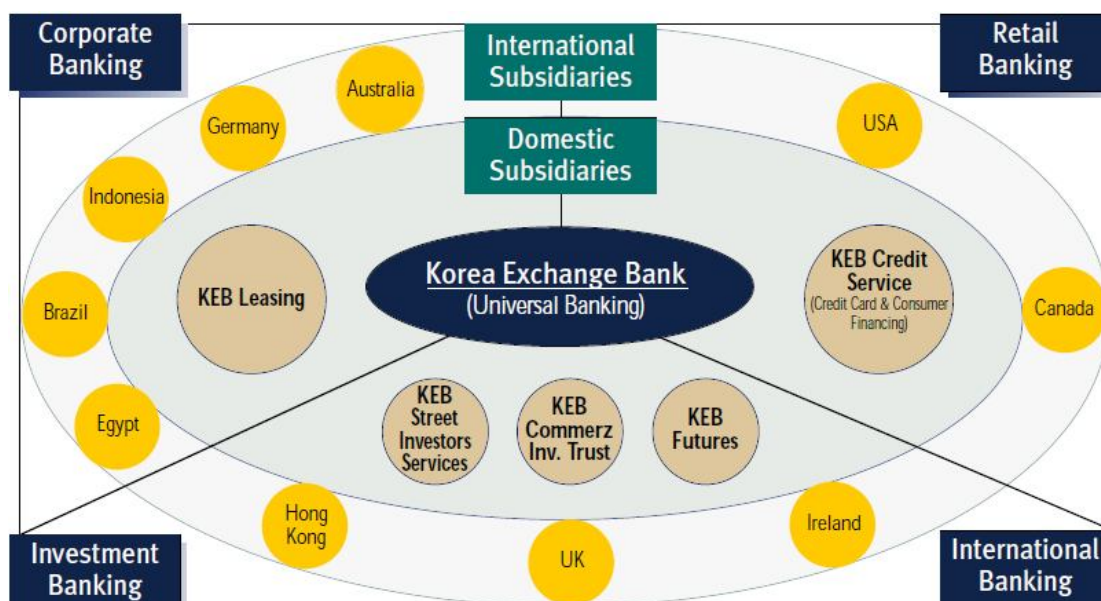 Corporate
Banking
International
Subsidiaries
Retail
Banking
Australia
USA
Germany
Domestic
Subsidiaries
Indonesia
KEB Leasing
Korea Exchange Bank
(Universal Banking)
KEB Credit
Service
(Credit Card & Consumer
Financing)
Brazil
Canada
Egypt
KEB
Street
Investors
Services
KEB
Commerz
Inv. Trust
KEB
Futures
Hong
Kong
UK
Ireland
Investment
Banking
International
Banking